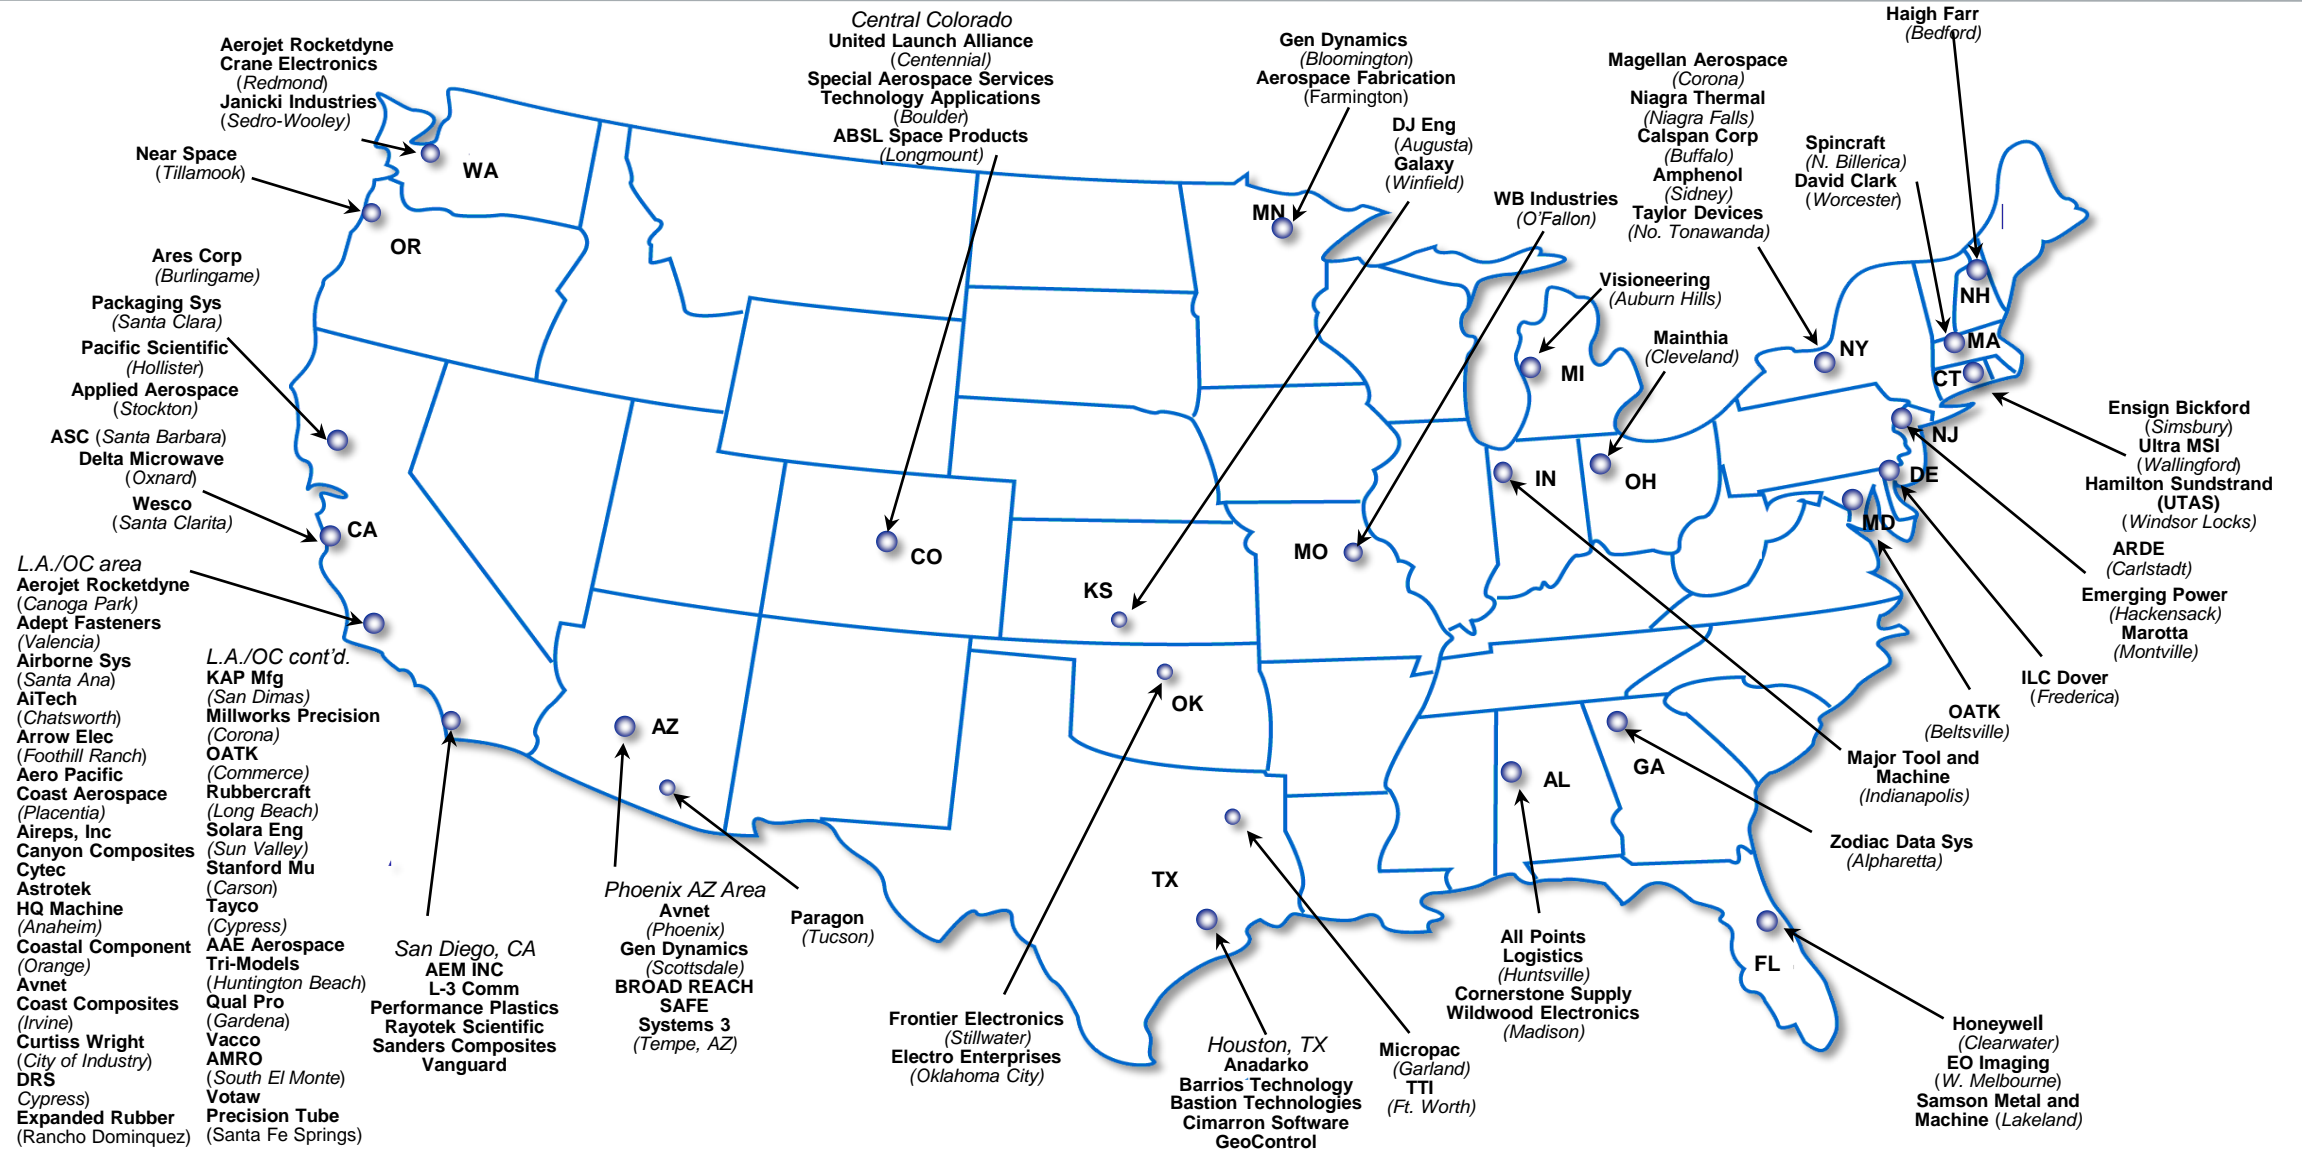 Aerojet Rocketdyne
Crane Electronics
(Redmond)
Janicki Industries
(Sedro-Wooley)
Near Space
(Tillamook)
Ares Corp
(Burlingame)
Packaging Sys
(Santa Clara)
Pacific Scientific
(Hollister)
Applied Aerospace
(Stockton)
ASC (Santa Barbara)
Delta Microwave
(Oxnard)
Wesco
(Santa Clarita)
L.A./OC area
Aerojet Rocketdyne
(Canoga Park)
Adept Fasteners
(Valencia)
Airborne Sys
(Santa Ana)
AiTech
(Chatsworth)
Arrow Elec
(Foothill Ranch)
Aero Pacific
Coast Aerospace
(Placentia)
Aireps, Inc
Canyon Composites
Cytec
Astrotek
HQ Machine
(Anaheim)
Coastal Component
(Orange)
Avnet
Coast Composites
(Irvine)
Curtiss Wright
(City of Industry)
DRS
Cypress)
Expanded Rubber
(Rancho Dominquez)
L.A./OC cont'd.
KAP Mfg
(San Dimas)
Millworks Precision
(Corona)
OATK
(Commerce)
Rubbercraft
(Long Beach)
Solara Eng
(Sun Valley)
Stanford Mu
(Carson)
Tayco
(Cypress)
AAE Aerospace
Tri-Models
(Huntington Beach)
Qual Pro
(Gardena)
Vacco
AMRO
(South El Monte)
Votaw
Precision Tube
(Santa Fe Springs)
San Diego, CA
AEM INC
L-3 Comm
Performance Plastics
Rayotek Scientific
Sanders Composites
Vanguard
Phoenix AZ Area
Avnet
(Phoenix)
Gen Dynamics
(Scottsdale)
BROAD REACH
SAFE
Systems 3
(Tempe, AZ)
Paragon
(Tucson)
Central Colorado
United Launch Alliance
(Centennial)
Special Aerospace Services
Technology Applications
(Boulder)
ABSL Space Products
(Longmount)
Gen Dynamics
(Bloomington)
Aerospace Fabrication
(Farmington)
DJ Eng
(Augusta)
Galaxy
(Winfield)
WB Industries
(O'Fallon)
Magellan Aerospace
(Corona)
Niagra Thermal
(Niagra Falls)
Calspan Corp
(Buffalo)
Amphenol
(Sidney)
Taylor Devices
(No. Tonawanda)
Visioneering
(Auburn Hills)
Mainthia
(Cleveland)
Spincraft
(N. Billerica)
David Clark
(Worcester)
Haigh Farr
(Bedford)
Ensign Bickford
(Simsbury)
Ultra MSI
(Wallingford)
Hamilton Sundstrand
(UTAS)
(Windsor Locks)
ARDE
(Carlstadt)
Emerging Power
(Hackensack)
Marotta
(Montville)
ILC Dover
(Frederica)
OATK
(Beltsville)
Major Tool and
Machine
(Indianapolis)
Zodiac Data Sys
(Alpharetta)
Frontier Electronics
(Stillwater)
Electro Enterprises
(Oklahoma City)
Houston, TX
Anadarko
Barrios Technology
Bastion Technologies
Cimarron Software
GeoControl
Micropac
(Garland)
TTI
(Ft. Worth)
All Points
Logistics
(Huntsville)
Cornerstone Supply
Wildwood Electronics
(Madison)
Honeywell
(Clearwater)
EO Imaging
(W. Melbourne)
Samson Metal and
Machine (Lakeland)
WA
OR
CA
AZ
CO
KS
OK
TX
MN
MO
MI
IN
OH
AL
GA
FL
NY
NH
MA
CT
NJ
DE
MD